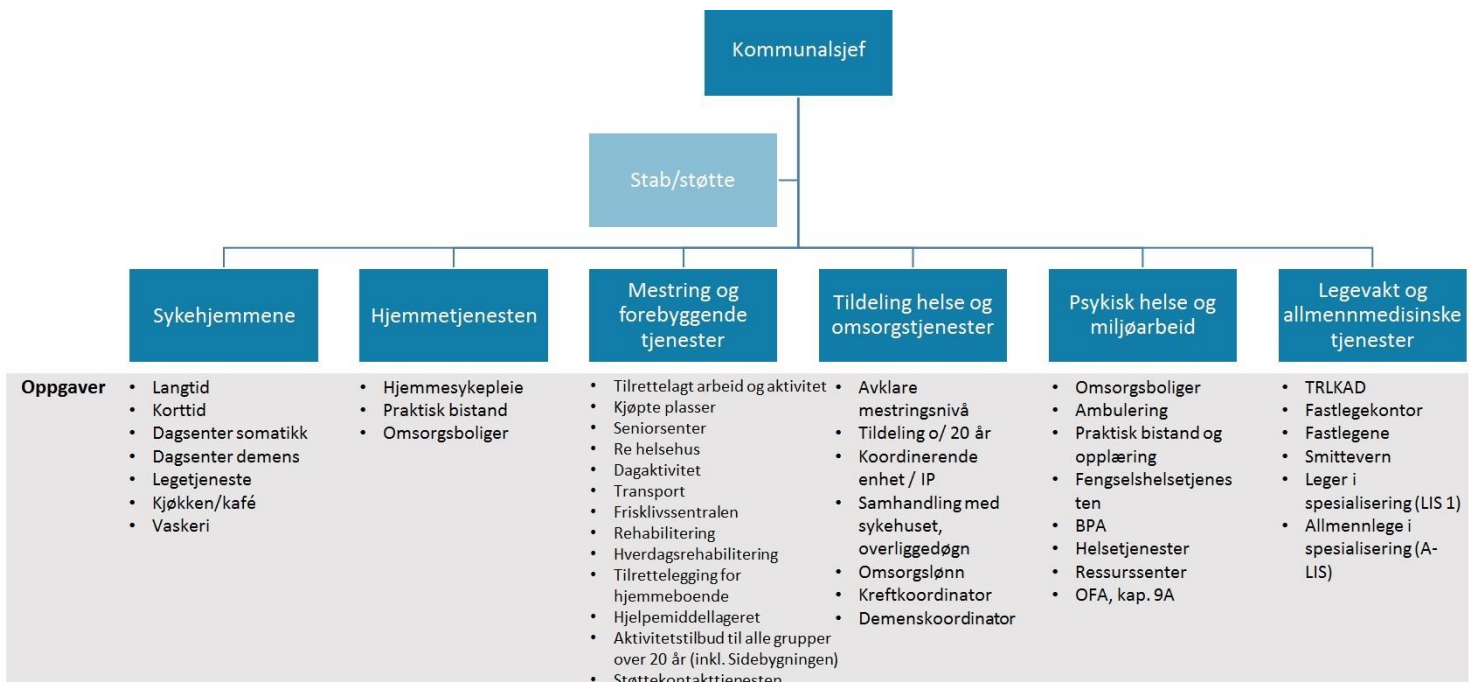 Kommunalsjef
Stab/støtte
Sykehjemmene
Hjemmetjenesten
Mestring og
forebyggende
tjenester
Tildeling helse og
omsorgstjenester
Psykisk helse og
miljøarbeid
Legevakt og
allmennmedisinske
tjenester
Oppgaver
• Langtid
• Korttid
• Dagsenter somatikk
• Dagsenter demens
• Legetjeneste
• Kjøkken/kafé
• Vaskeri
• Hjemmesykepleie
• Praktisk bistand
• Omsorgsboliger
• Tilrettelagt arbeid og aktivitet
• Kjøpte plasser
• Seniorsenter
• Re helsehus
• Dagaktivitet
• Transport
• Frisklivssentralen
• Rehabilitering
• Hverdagsrehabilitering
• Tilrettelegging for
hjemmeboende
• Hjelpemiddellageret
• Aktivitetstilbud til alle grupper
over 20 år (inkl. Sidebygningen)
• Støttekontakttjenesten
• Avklare
mestringsnivå
• Tildeling o/ 20 år
• Koordinerende
enhet / IP
• Samhandling med
sykehuset,
overliggedøgn
• Omsorgslønn
• Kreftkoordinator
• Demenskoordinator
• Omsorgsboliger
• Ambulering
• Praktisk bistand og
opplæring
• Fengselshelsetjenes
ten
• BPA
• Helsetjenester
• Ressurssenter
• OFA, kap. 9A
• TRLKAD
• Fastlegekontor
• Fastlegene
• Smittevern
• Leger i
spesialisering (LIS 1)
• Allmennlege i
spesialisering (A-
LIS)